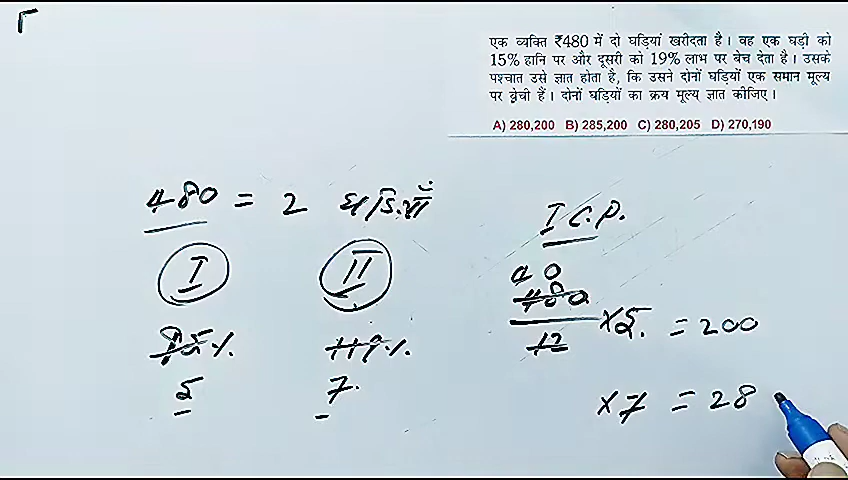 एक व्यक्ति ₹480 में दो घड़ियां खरीदता है। वह एक घड़ी को
15% हानि पर और दूसरी को 19% लाभ पर बेच देता है। उसके
पश्चात उसे ज्ञात होता है, कि उसने दोनों घड़ियों एक समान मूल्य
पर बेची हैं। दोनों घड़ियों का क्रय मूल्य ज्ञात कीजिए।
A) 280,200 B) 285,200 C) 280,205 D) 270,190
480 = 2 घड़ियाँ
I II
85% 119%
5 7
I C.P.
40
480
12
×5 = 200
×7 = 28